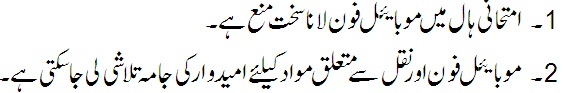 1۔ امتحانی ہال میں موبائیل فون لانا سخت منع ہے۔
2۔ موبائیل فون اور نقل سے متعلق مواد کیلئے امیدوار کی جامہ تلاشی لی جاسکتی ہے۔